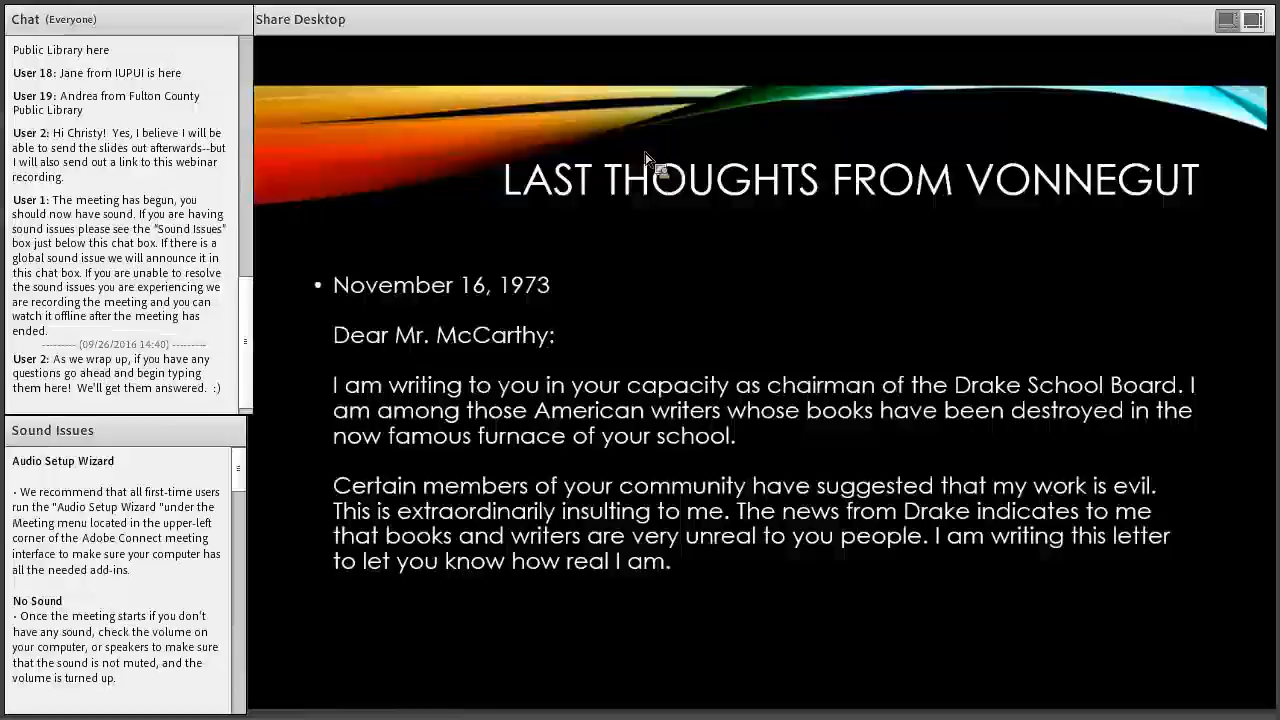 Chat (Everyone)
Public Library here
User 18: Jane from IUPUI is here
User 19: Andrea from Fulton County
Public Library
User 2: Hi Christy! Yes, I believe I will be
able to send the slides out afterwards--but
I will also send out a link to this webinar
recording.
User 1: The meeting has begun, you
should now have sound. If you are having
sound issues please see the "Sound Issues"
box just below this chat box. If there is a
global sound issue we will announce it in
this chat box. If you are unable to resolve
the sound issues you are experiencing we
are recording the meeting and you can
watch it offline after the meeting has
ended.
--------- (09/26/2016 14:40) ---------
User 2: As we wrap up, if you have any
questions go ahead and begin typing
them here! We'll get them answered. :)
Sound Issues
Audio Setup Wizard
• We recommend that all first-time users
run the "Audio Setup Wizard "under the
Meeting menu located in the upper-left
corner of the Adobe Connect meeting
interface to make sure your computer has
all the needed add-ins.
No Sound
• Once the meeting starts if you don't
have any sound, check the volume on
your computer, or speakers to make sure
that the sound is not muted, and the
volume is turned up.
Share Desktop
LAST THOUGHTS FROM VONNEGUT
• November 16, 1973
Dear Mr. McCarthy:
I am writing to you in your capacity as chairman of the Drake School Board. I
am among those American writers whose books have been destroyed in the
now famous furnace of your school.
Certain members of your community have suggested that my work is evil.
This is extraordinarily insulting to me. The news from Drake indicates to me
that books and writers are very unreal to you people. I am writing this letter
to let you know how real I am.